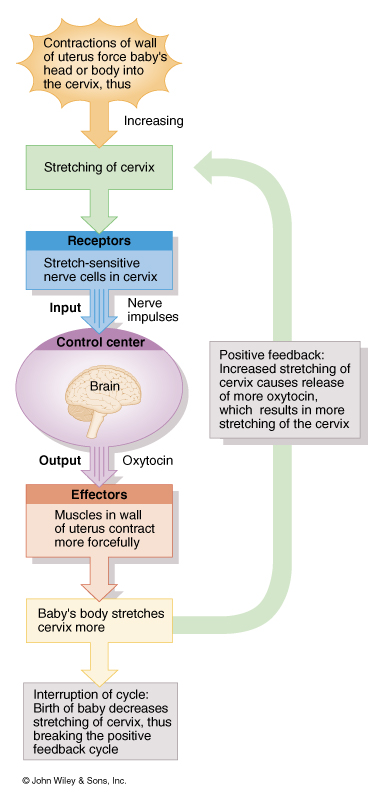 Contractions of wall
of uterus force baby's
head or body into
the cervix, thus
Increasing
Stretching of cervix
Receptors
Stretch-sensitive
nerve cells in cervix
Input
Nerve
impulses
Control center
Brain
Output
Oxytocin
Effectors
Muscles in wall
of uterus contract
more forcefully
Baby's body stretches
cervix more
Positive feedback:
Increased stretching of
cervix causes release
of more oxytocin,
which results in more
stretching of the cervix
Interruption of cycle:
Birth of baby decreases
stretching of cervix, thus
breaking the positive
feedback cycle
© John Wiley & Sons, Inc.